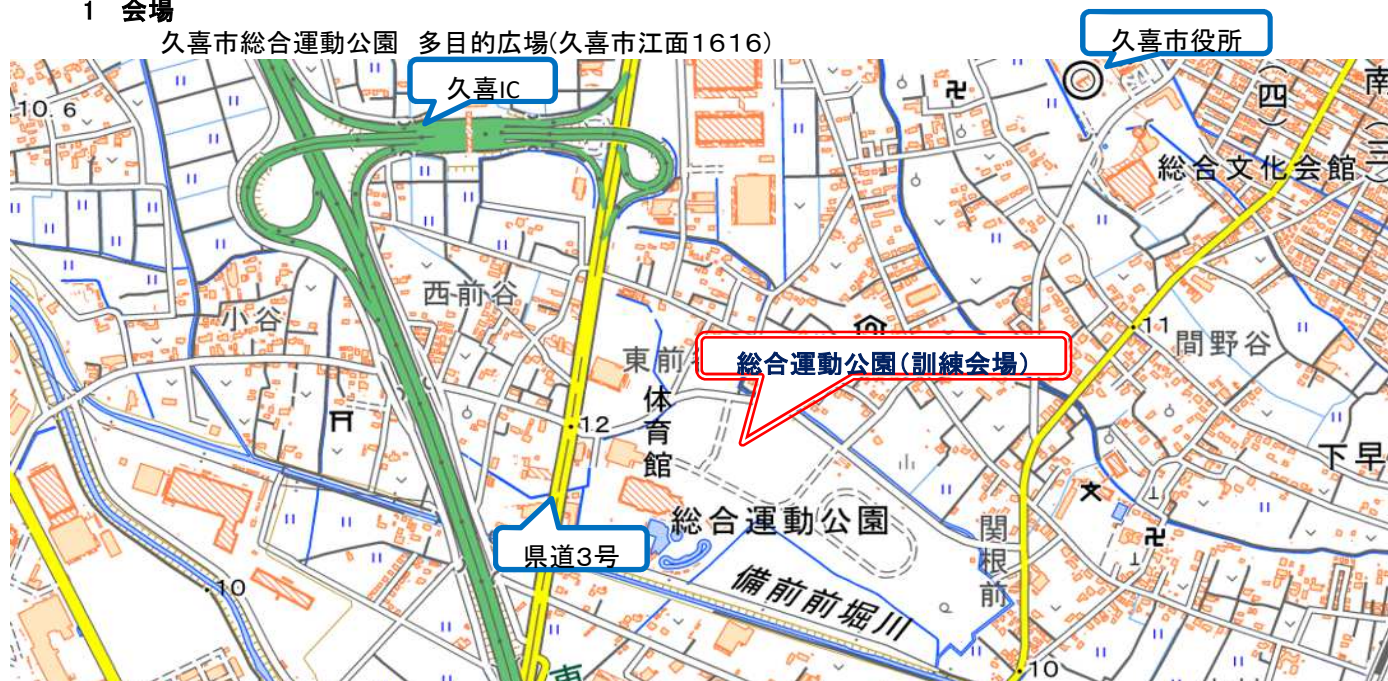 1 会場
久喜市総合運動公園 多目的広場(久喜市江面1616)
久喜市役所
久喜IC
10.6
(四)
南
(三)
総合文化会館
西前谷
小谷
11
間野谷
東前
総合運動公園(訓練会場)
体育館
12
下早
総合運動公園
関根前
県道3号
備前前堀川
10
10
東